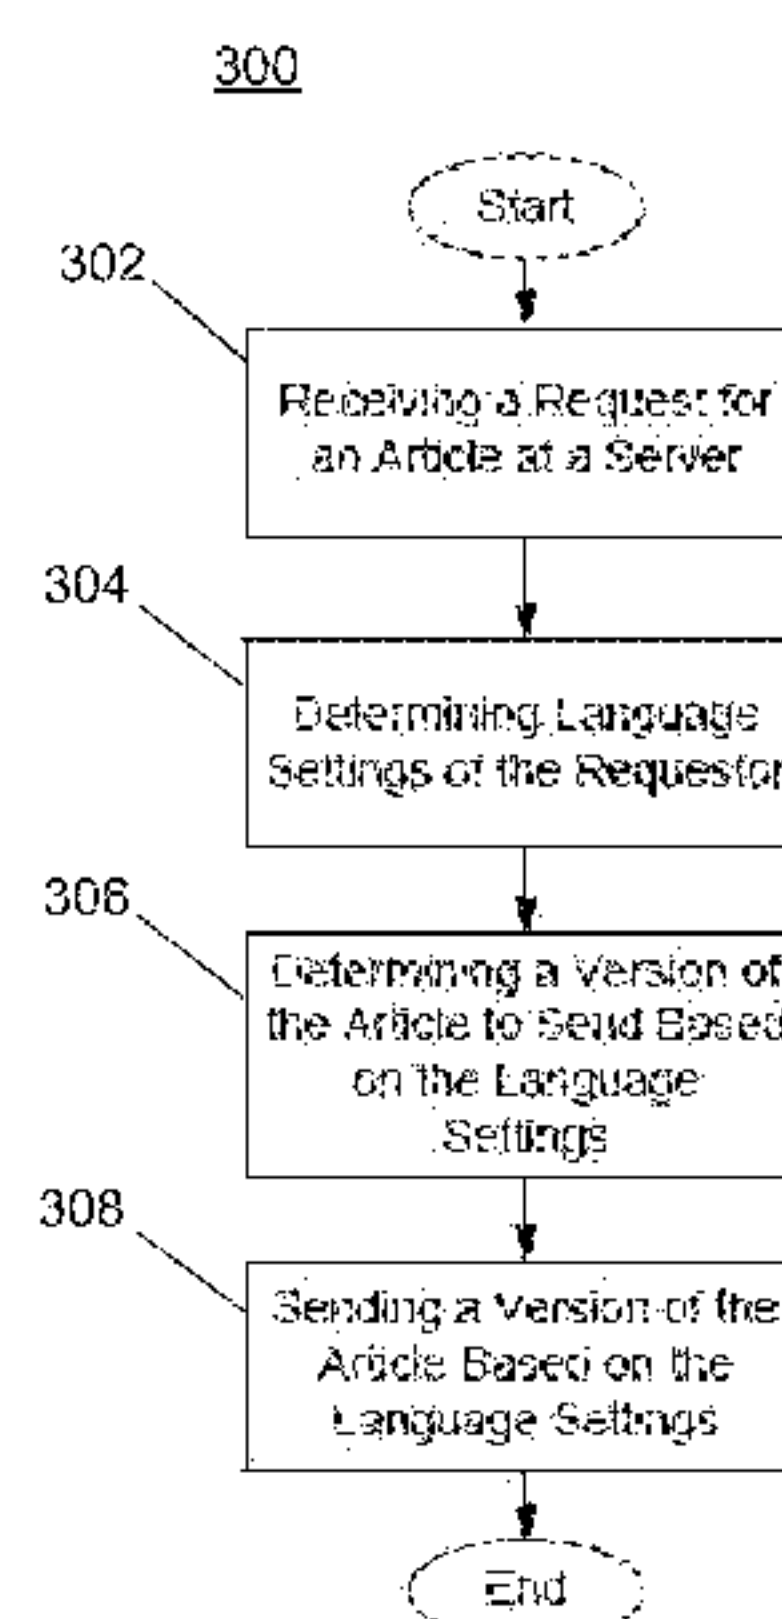 300
Start
302
Receiving a Request for
an Article at a Server
304
Determining Language
Settings of the Requestor
306
Determining a Version of
the Article to Send Based
on the Language
Settings
308
Sending a Version of the
Article Based on the
Language Settings
End